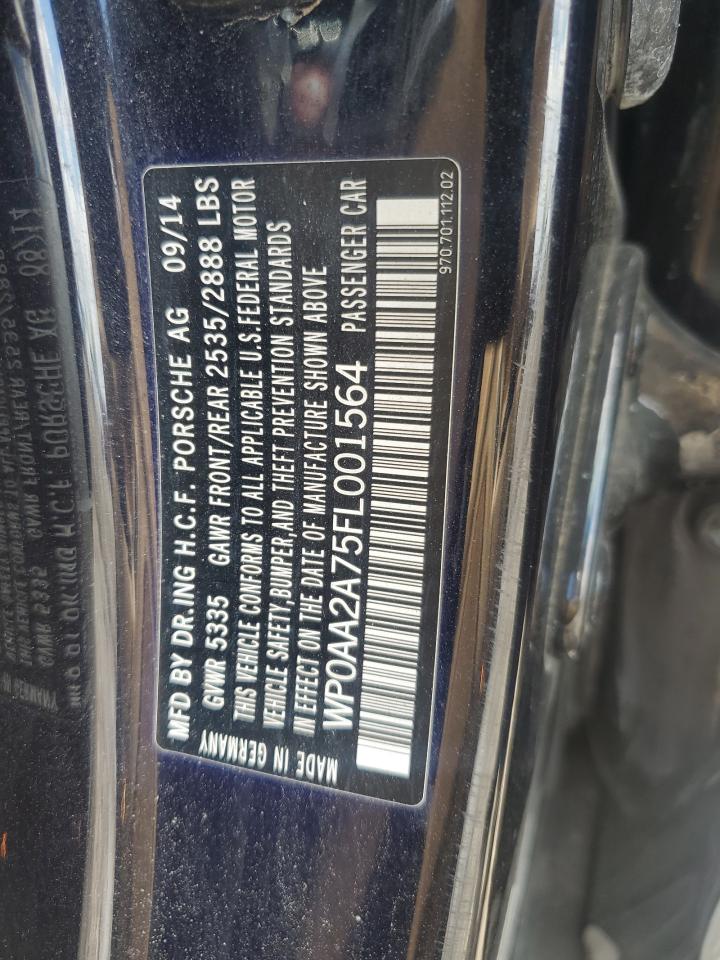 MFD BY DR.ING H.C.F. PORSCHE AG 09/14
GVWR 5335 GAWR FRONT/REAR 2535/2888 LBS
THIS VEHICLE CONFORMS TO ALL APPLICABLE U.S.FEDERAL MOTOR
VEHICLE SAFETY,BUMPER,AND THEFT PREVENTION STANDARDS
IN EFFECT ON THE DATE OF MANUFACTURE SHOWN ABOVE
WP0AA2A75FL001564 PASSENGER CAR
MADE IN GERMANY
970.701.112.02